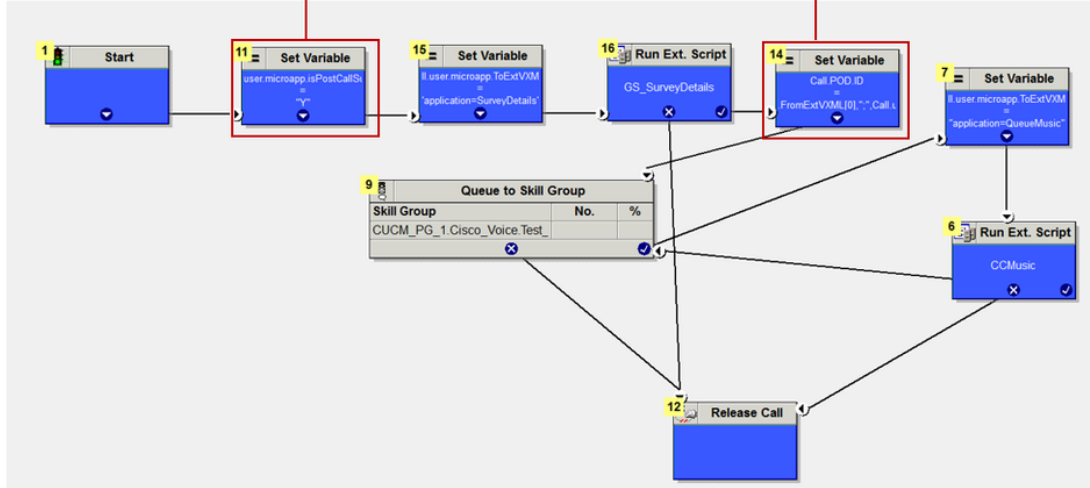 1 Start
11 Set Variable
user.microapp.isPostCallSu
=
"Y"
15 Set Variable
ll.user.microapp.ToExtVXM
=
"application=SurveyDetails"
16 Run Ext. Script
GS_SurveyDetails
14 Set Variable
Call.POD.ID
=
.FromExtVXML[0],";",Call.u
7 Set Variable
ll.user.microapp.ToExtVXM
=
"application=QueueMusic"
9 Queue to Skill Group
Skill Group No. %
CUCM_PG_1.Cisco_Voice.Test_
6 Run Ext. Script
CCMusic
12 Release Call